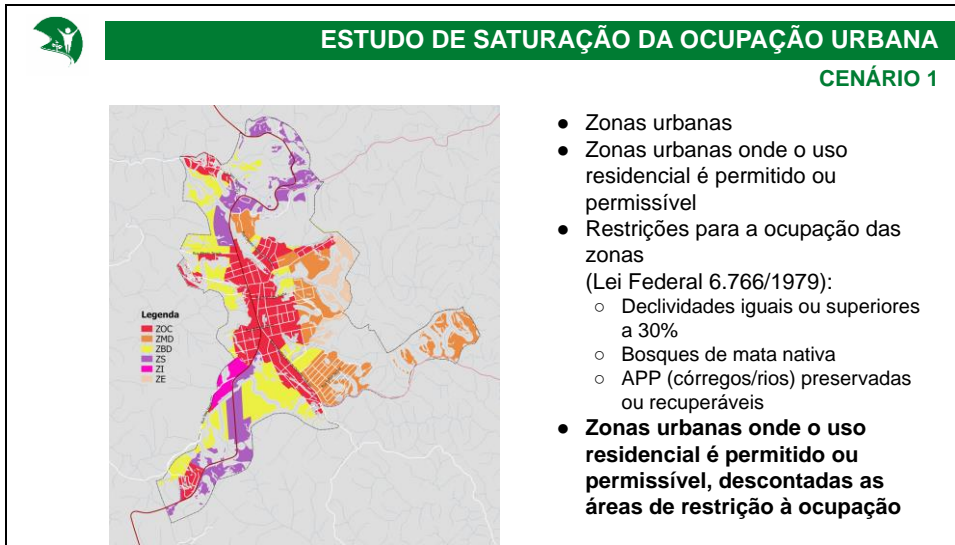 ESTUDO DE SATURAÇÃO DA OCUPAÇÃO URBANA
CENÁRIO 1
Legenda
ZOC
ZMD
ZBD
ZS
ZI
ZE
● Zonas urbanas
● Zonas urbanas onde o uso
residencial é permitido ou
permissível
● Restrições para a ocupação das
zonas
(Lei Federal 6.766/1979):
○ Declividades iguais ou superiores
a 30%
○ Bosques de mata nativa
○ APP (córregos/rios) preservadas
ou recuperáveis
● Zonas urbanas onde o uso
residencial é permitido ou
permissível, descontadas as
áreas de restrição à ocupação